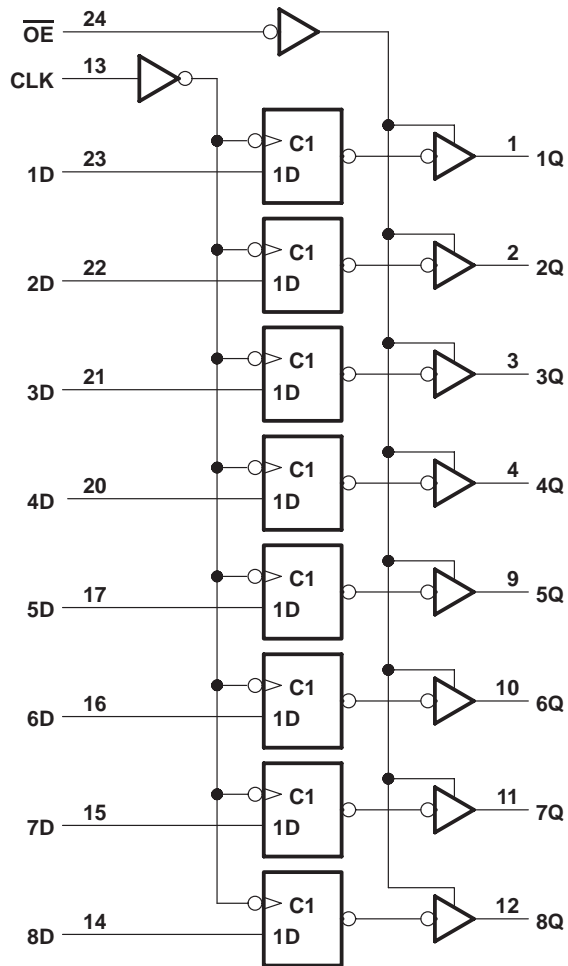 O̅E̅ 24
CLK 13
C1
1D 23 1D 1 1Q
C1
2D 22 1D 2 2Q
C1
3D 21 1D 3 3Q
C1
4D 20 1D 4 4Q
C1
5D 17 1D 9 5Q
C1
6D 16 1D 10 6Q
C1
7D 15 1D 11 7Q
C1
8D 14 1D 12 8Q